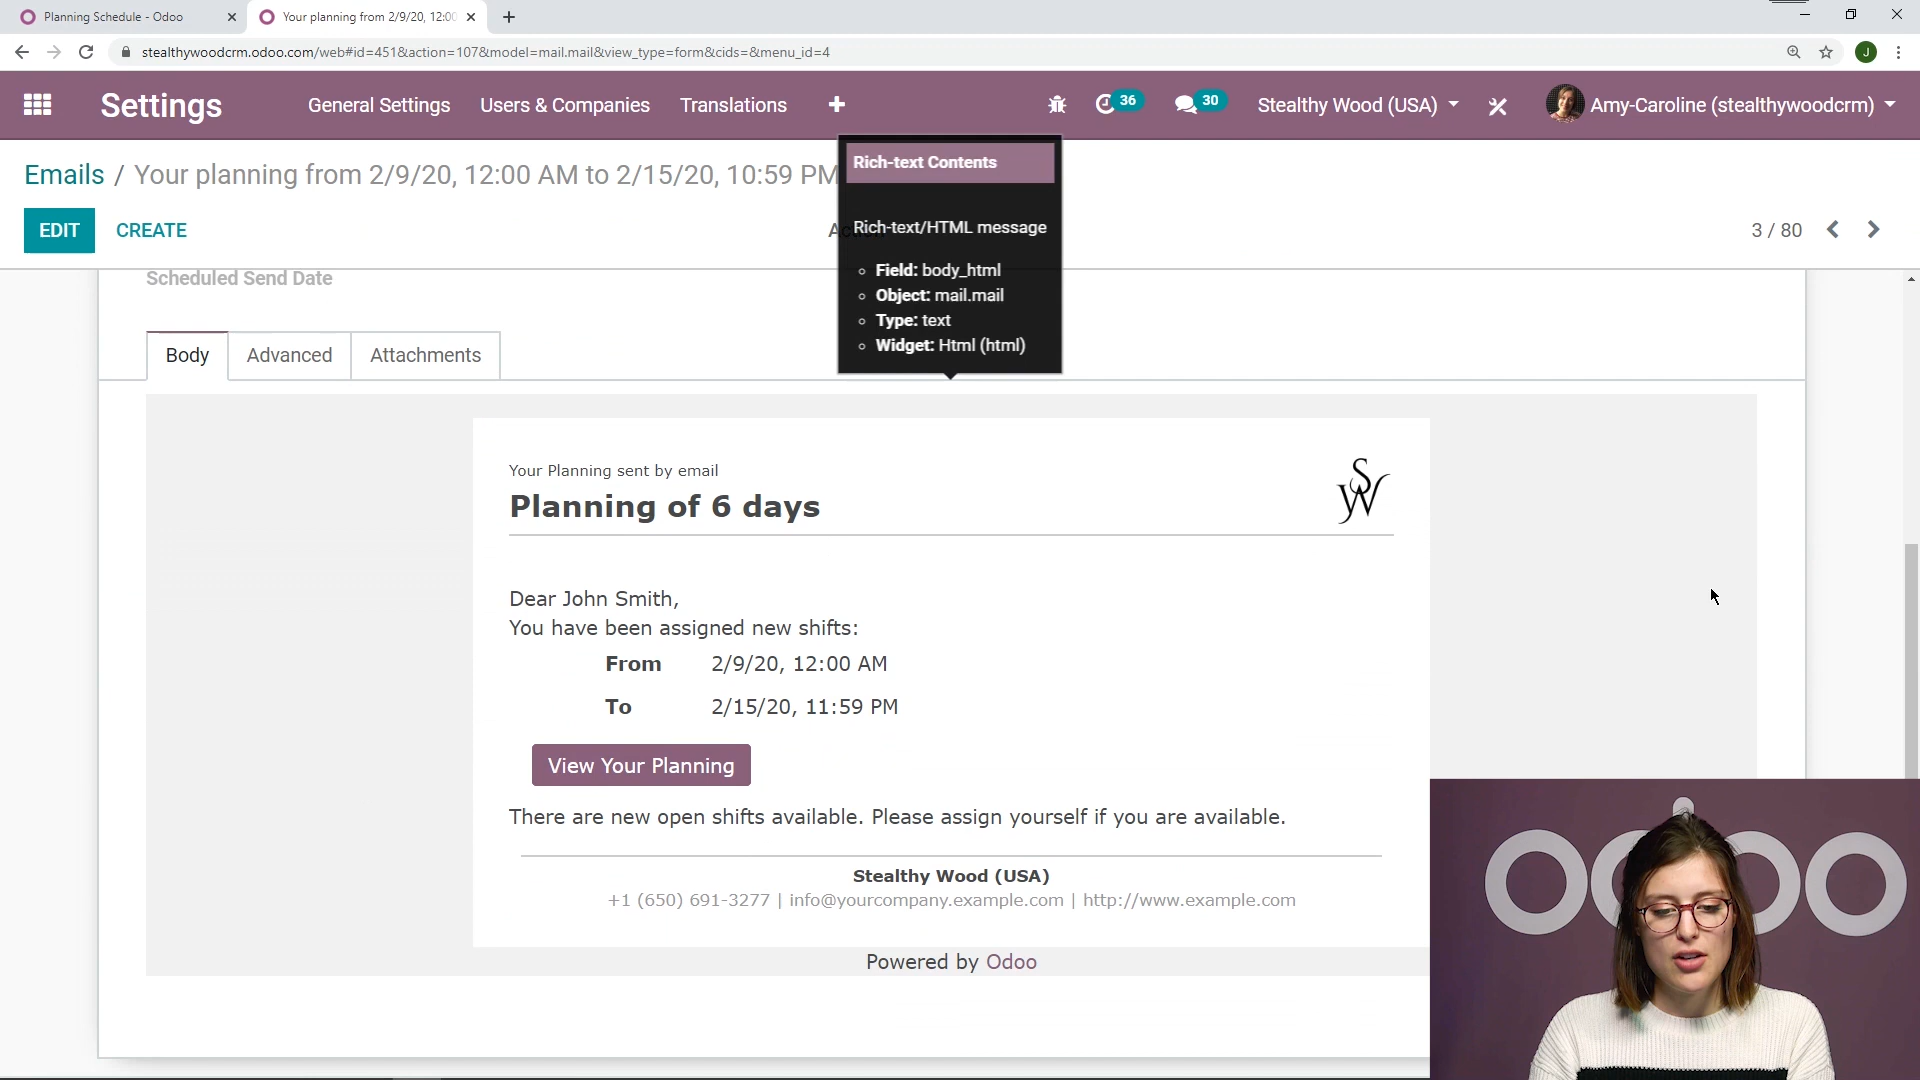 Planning Schedule - Odoo
Your planning from 2/9/20, 12:00
stealthywoodcrm.odoo.com/web#id=451&action=107&model=mail.mail&view_type=form&cids=&menu_id=4
J
Settings
General Settings
Users & Companies
Translations
36
30
Stealthy Wood (USA)
Amy-Caroline (stealthywoodcrm)
Emails / Your planning from 2/9/20, 12:00 AM to 2/15/20, 10:59 PM
EDIT
CREATE
3 / 80
Rich-text Contents
Rich-text/HTML message
Field: body_html
Object: mail.mail
Type: text
Widget: Html (html)
Scheduled Send Date
Body
Advanced
Attachments
Your Planning sent by email
Planning of 6 days
SW
Dear John Smith,
You have been assigned new shifts:
From 2/9/20, 12:00 AM
To 2/15/20, 11:59 PM
View Your Planning
There are new open shifts available. Please assign yourself if you are available.
Stealthy Wood (USA)
+1 (650) 691-3277 | info@yourcompany.example.com | http://www.example.com
Powered by Odoo
odoo